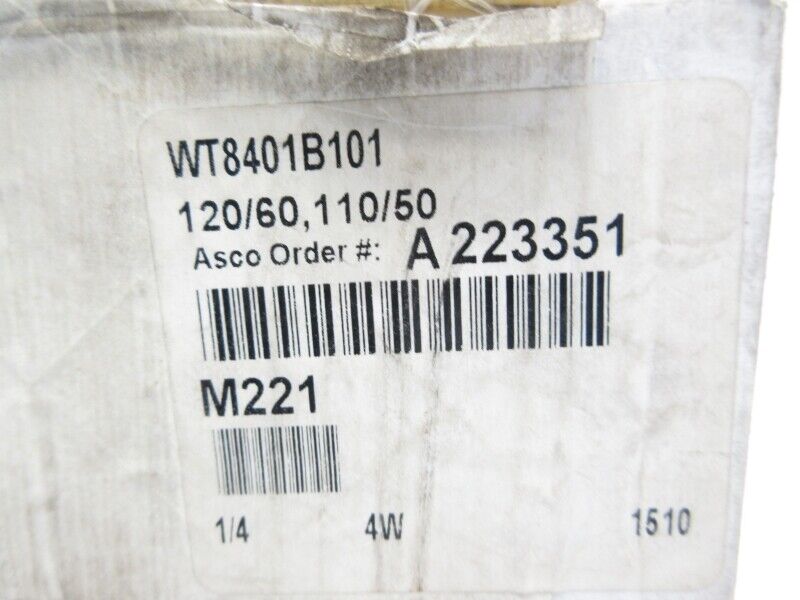 WT8401B101
120/60,110/50
Asco Order #: A 223351
M221
1/4 4W 1510